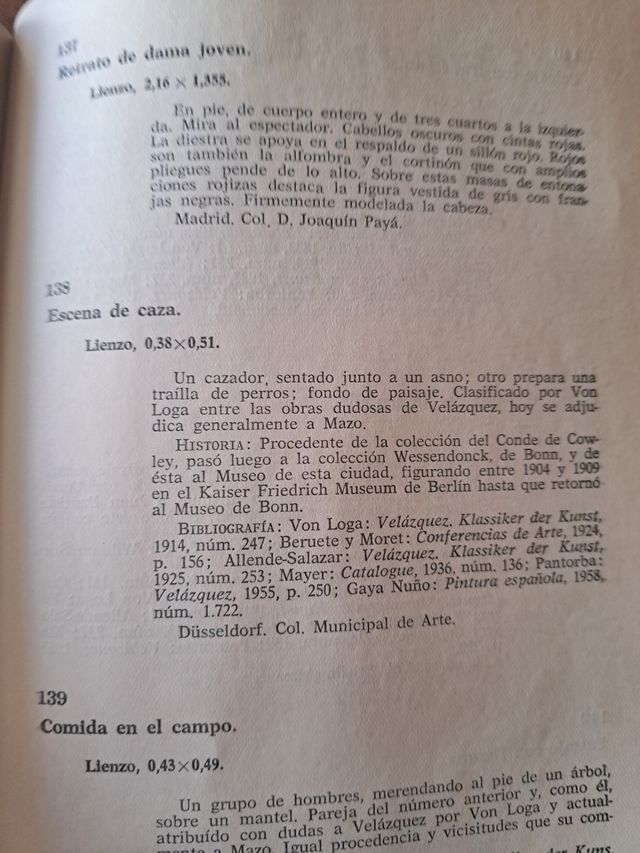 137
Retrato de dama joven.
Lienzo, 2,16 × 1,355.
En pie, de cuerpo entero y de tres cuartos a la izquier-
da. Mira al espectador. Cabellos oscuros con cintas rojas.
La diestra se apoya en el respaldo de un sillón rojo. Rojos
son también la alfombra y el cortinón que con amplios
pliegues pende de lo alto. Sobre estas masas de entona-
ciones rojizas destaca la figura vestida de gris con fran-
jas negras. Firmemente modelada la cabeza.
Madrid. Col. D. Joaquín Payá.
138
Escena de caza.
Lienzo, 0,38×0,51.
Un cazador, sentado junto a un asno; otro prepara una
traílla de perros; fondo de paisaje. Clasificado por Von
Loga entre las obras dudosas de Velázquez, hoy se adju-
dica generalmente a Mazo.
HISTORIA: Procedente de la colección del Conde de Cow-
ley, pasó luego a la colección Wessendonck, de Bonn, y de
ésta al Museo de esta ciudad, figurando entre 1904 y 1909
en el Kaiser Friedrich Museum de Berlín hasta que retornó
al Museo de Bonn.
BIBLIOGRAFÍA: Von Loga: Velázquez. Klassiker der Kunst,
1914, núm. 247; Beruete y Moret: Conferencias de Arte, 1924,
p. 156; Allende-Salazar: Velázquez. Klassiker der Kunst,
1925, núm. 253; Mayer: Catalogue, 1936, núm. 136; Pantorba:
Velázquez, 1955, p. 250; Gaya Nuño: Pintura española, 1958,
núm. 1.722.
Düsseldorf. Col. Municipal de Arte.
139
Comida en el campo.
Lienzo, 0,43×0,49.
Un grupo de hombres, merendando al pie de un árbol,
sobre un mantel. Pareja del número anterior y, como él,
atribuído con dudas a Velázquez por Von Loga y actual-
mente a Mazo. Igual procedencia y vicisitudes que su com-
der Kuns.